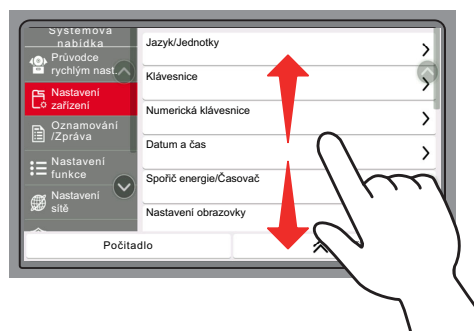 Systémová
nabídka
Průvodce
rychlým nast.
Nastavení
zařízení
Oznamování
/Zpráva
Nastavení
funkce
Nastavení
sítě
Jazyk/Jednotky
Klávesnice
Numerická klávesnice
Datum a čas
Spořič energie/Časovač
Nastavení obrazovky
Počitadlo